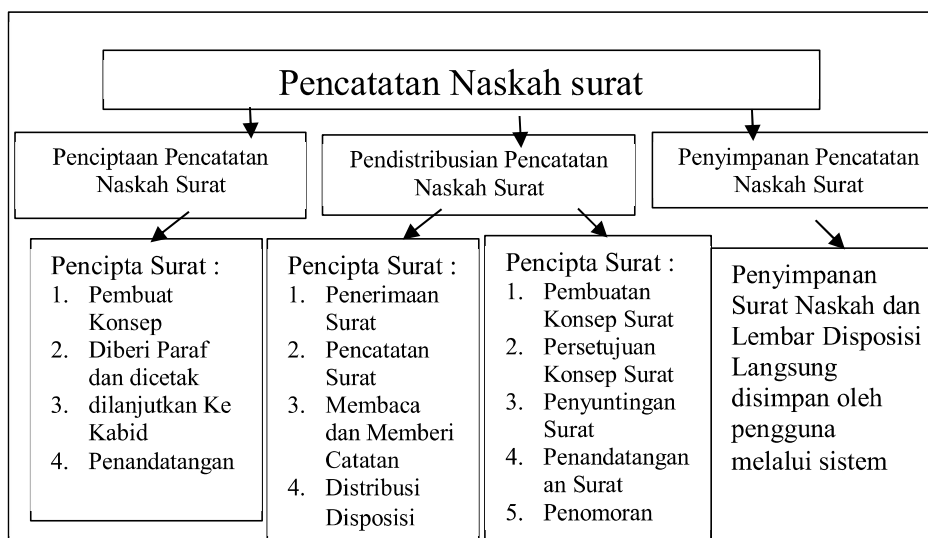 Pencatatan Naskah surat
Penciptaan Pencatatan
Naskah Surat
Pendistribusian Pencatatan
Naskah Surat
Penyimpanan Pencatatan
Naskah Surat
Pencipta Surat :
1. Pembuat
Konsep
2. Diberi Paraf
dan dicetak
3. dilanjutkan Ke
Kabid
4. Penandatangan
Pencipta Surat :
1. Penerimaan
Surat
2. Pencatatan
Surat
3. Membaca
dan Memberi
Catatan
4. Distribusi
Disposisi
Pencipta Surat :
1. Pembuatan
Konsep Surat
2. Persetujuan
Konsep Surat
3. Penyuntingan
Surat
4. Penandatangan
an Surat
5. Penomoran
Penyimpanan
Surat Naskah dan
Lembar Disposisi
Langsung
disimpan oleh
pengguna
melalui sistem